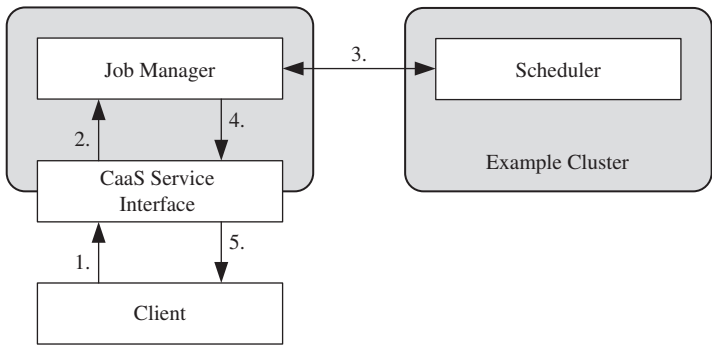 Job Manager
3.
Scheduler
2.
4.
Example Cluster
CaaS Service
Interface
1.
5.
Client